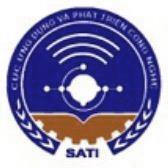 CỤC ỨNG DỤNG VÀ PHÁT TRIỂN CÔNG NGHỆ
SATI